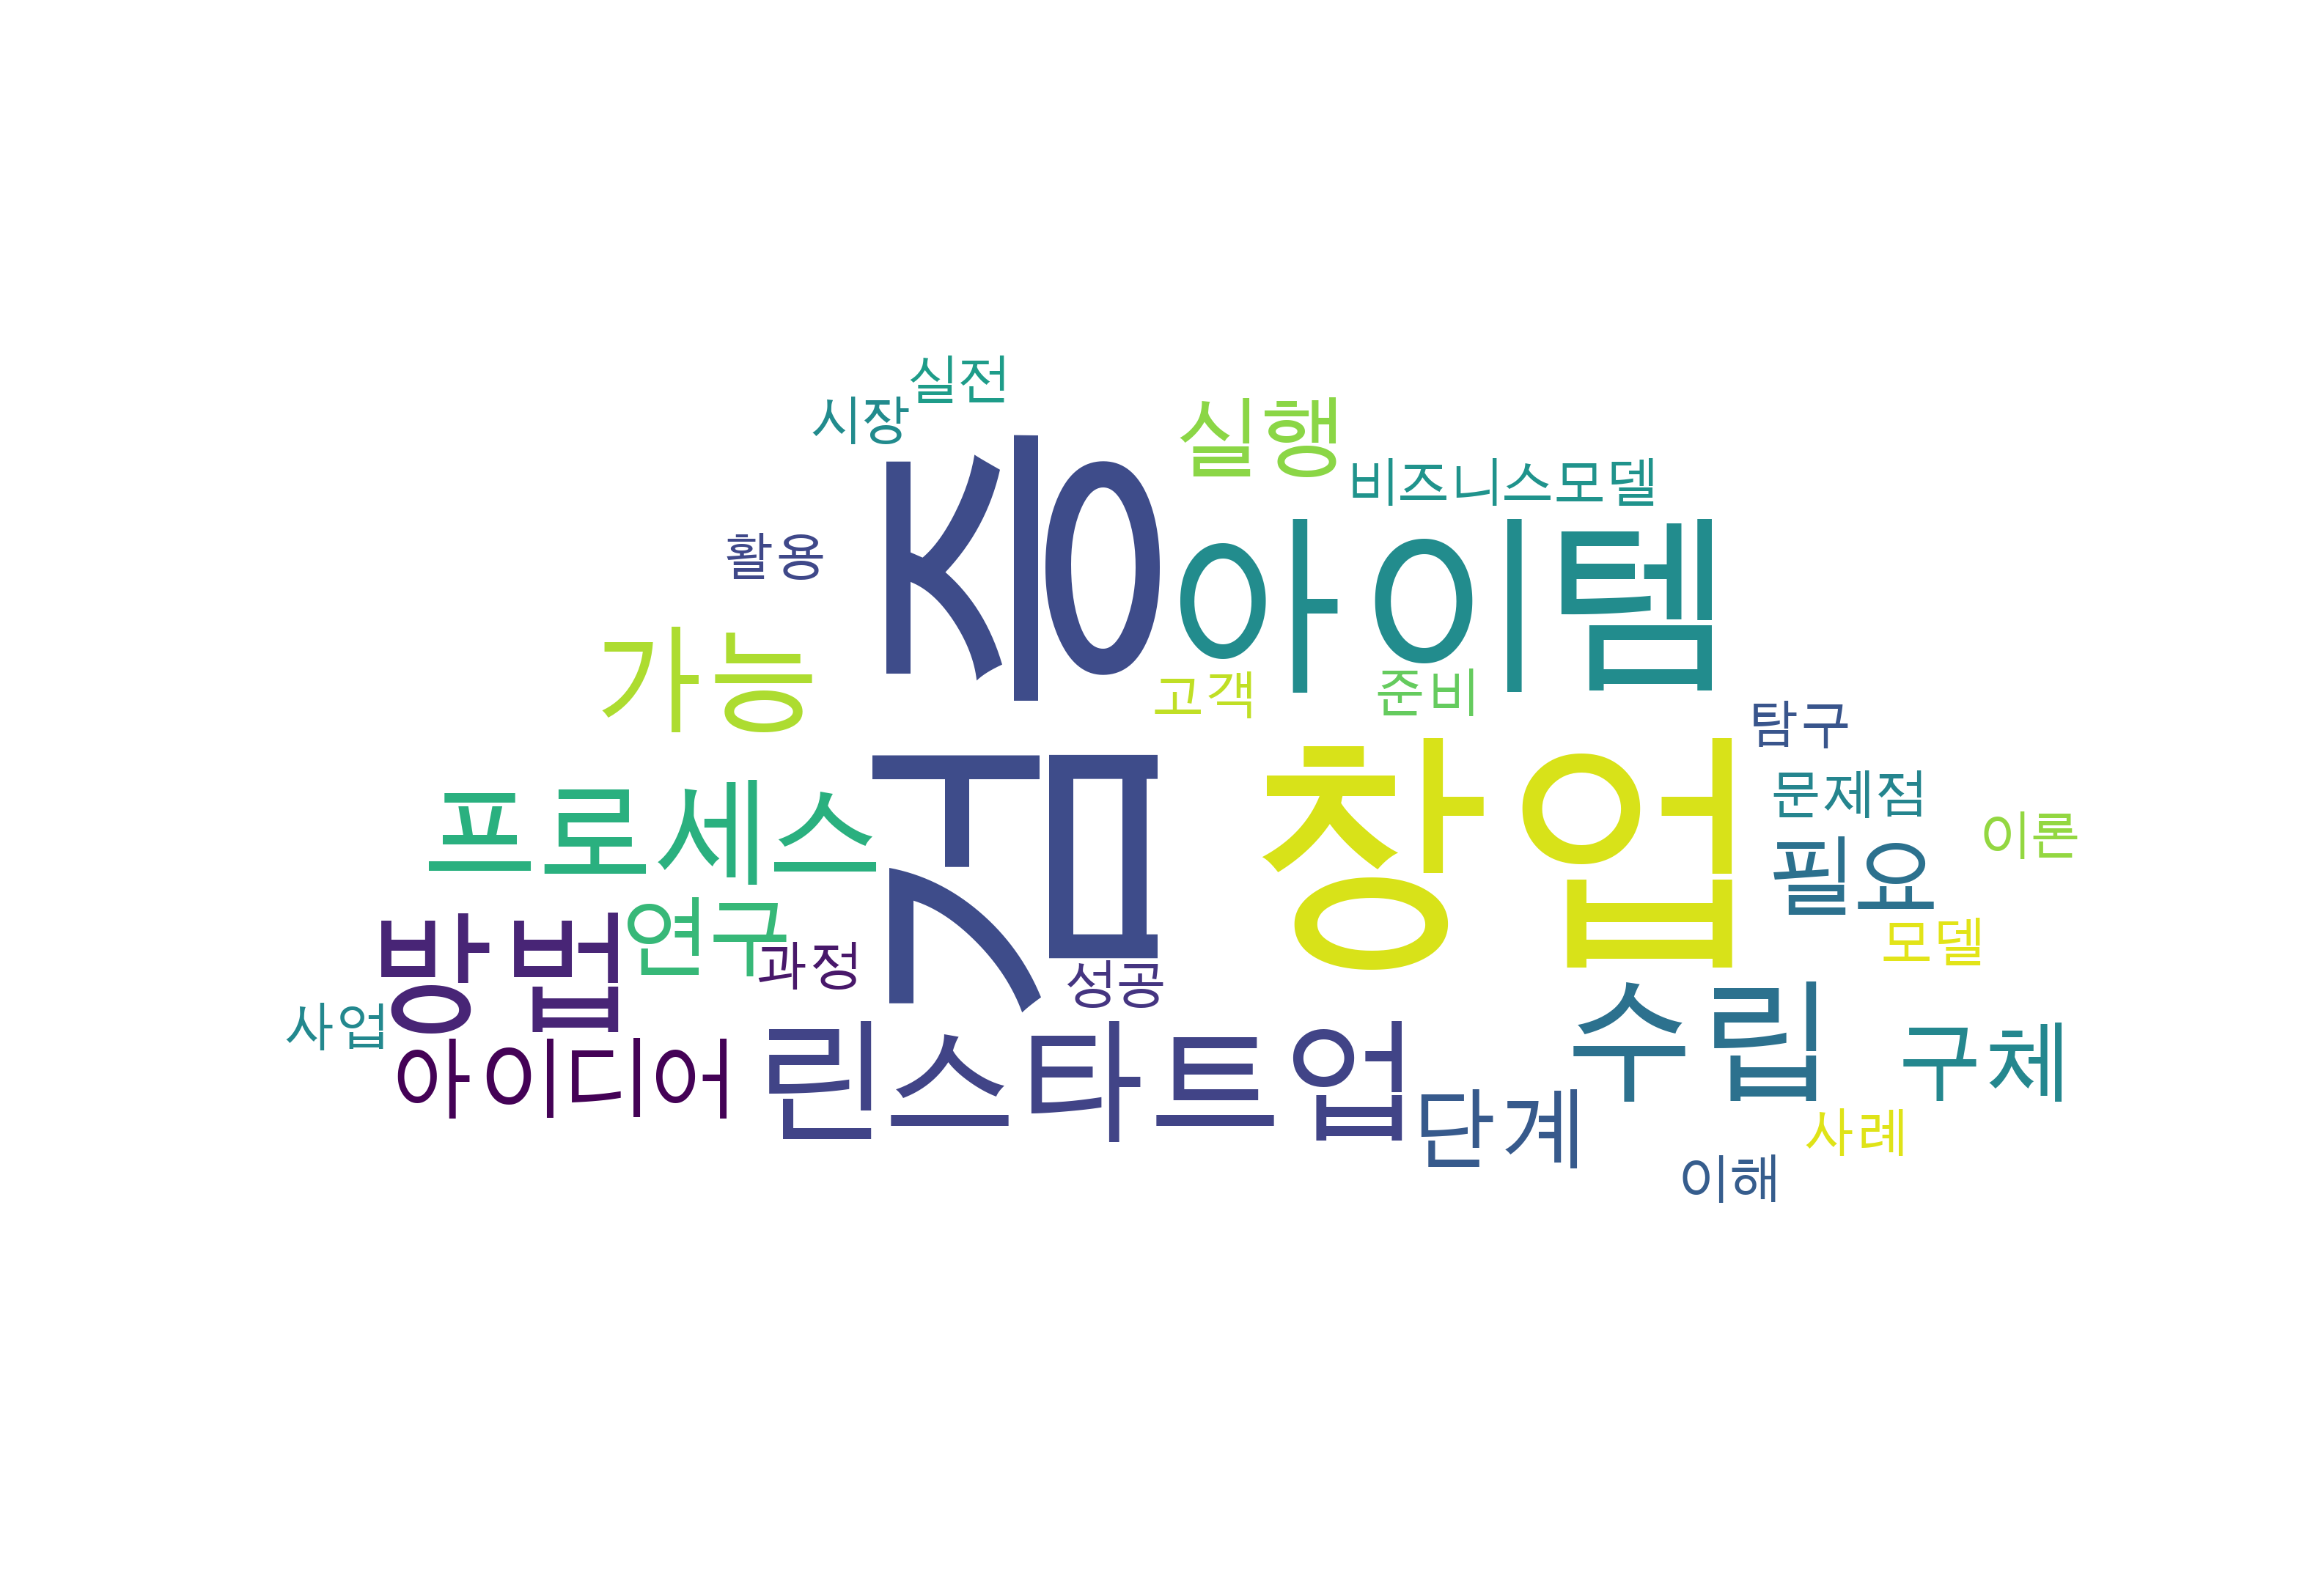 실전
시장
실행
비즈니스모델
활용
아이템
가능
고객
준비
탐구
검증
창업
문제점
이론
프로세스
필요
연구
모델
방법
과정
성공
사업
수립
구체
아이디어
린스타트업
단계
사례
이해